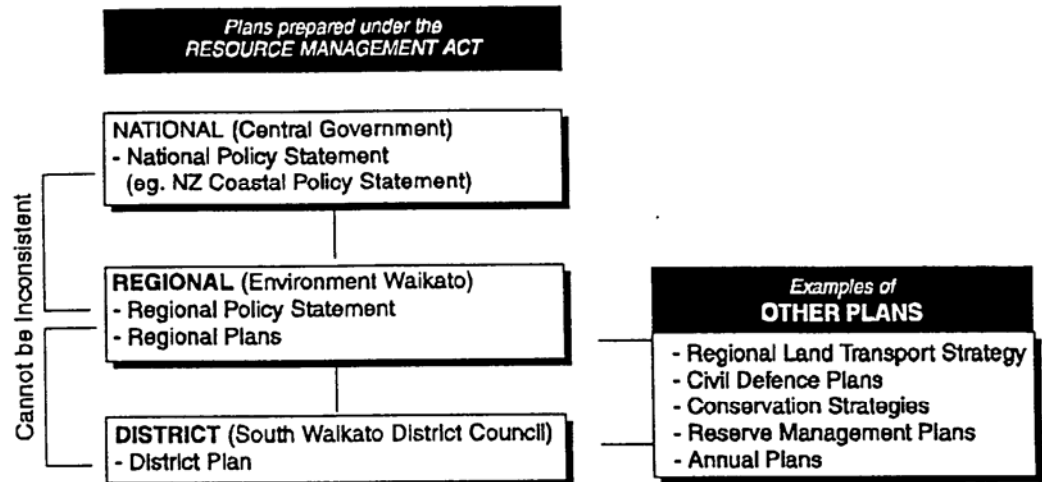 Plans prepared under the
RESOURCE MANAGEMENT ACT
NATIONAL (Central Government)
- National Policy Statement
(eg. NZ Coastal Policy Statement)
Cannot be Inconsistent
REGIONAL (Environment Waikato)
- Regional Policy Statement
- Regional Plans
DISTRICT (South Waikato District Council)
- District Plan
Examples of
OTHER PLANS
- Regional Land Transport Strategy
- Civil Defence Plans
- Conservation Strategies
- Reserve Management Plans
- Annual Plans